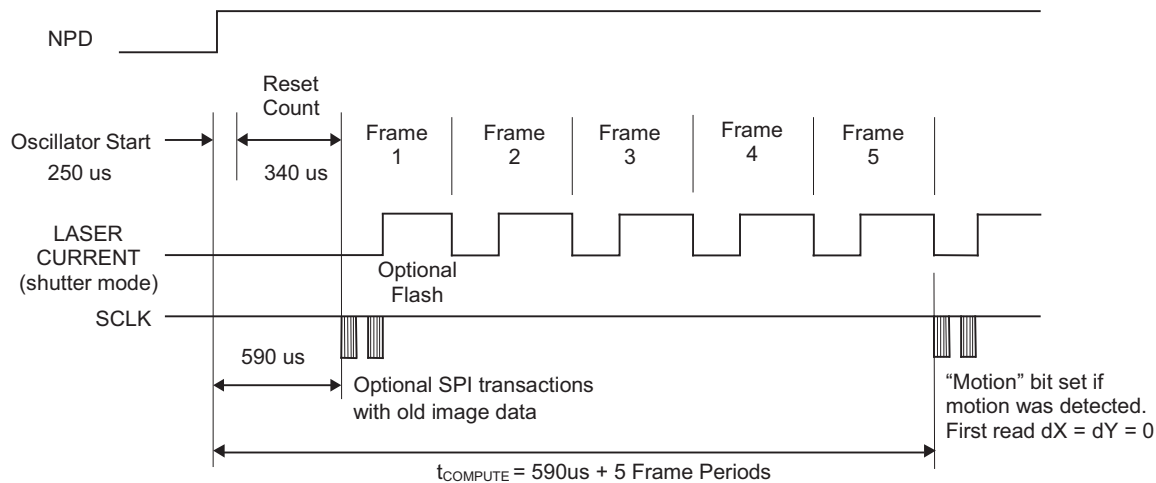 NPD
Reset
Count
Oscillator Start
250 us
340 us
Frame
1
Frame
2
Frame
3
Frame
4
Frame
5
LASER
CURRENT
(shutter mode)
Optional
Flash
SCLK
590 us
Optional SPI transactions
with old image data
“Motion” bit set if
motion was detected.
First read dX = dY = 0
tCOMPUTE = 590us + 5 Frame Periods